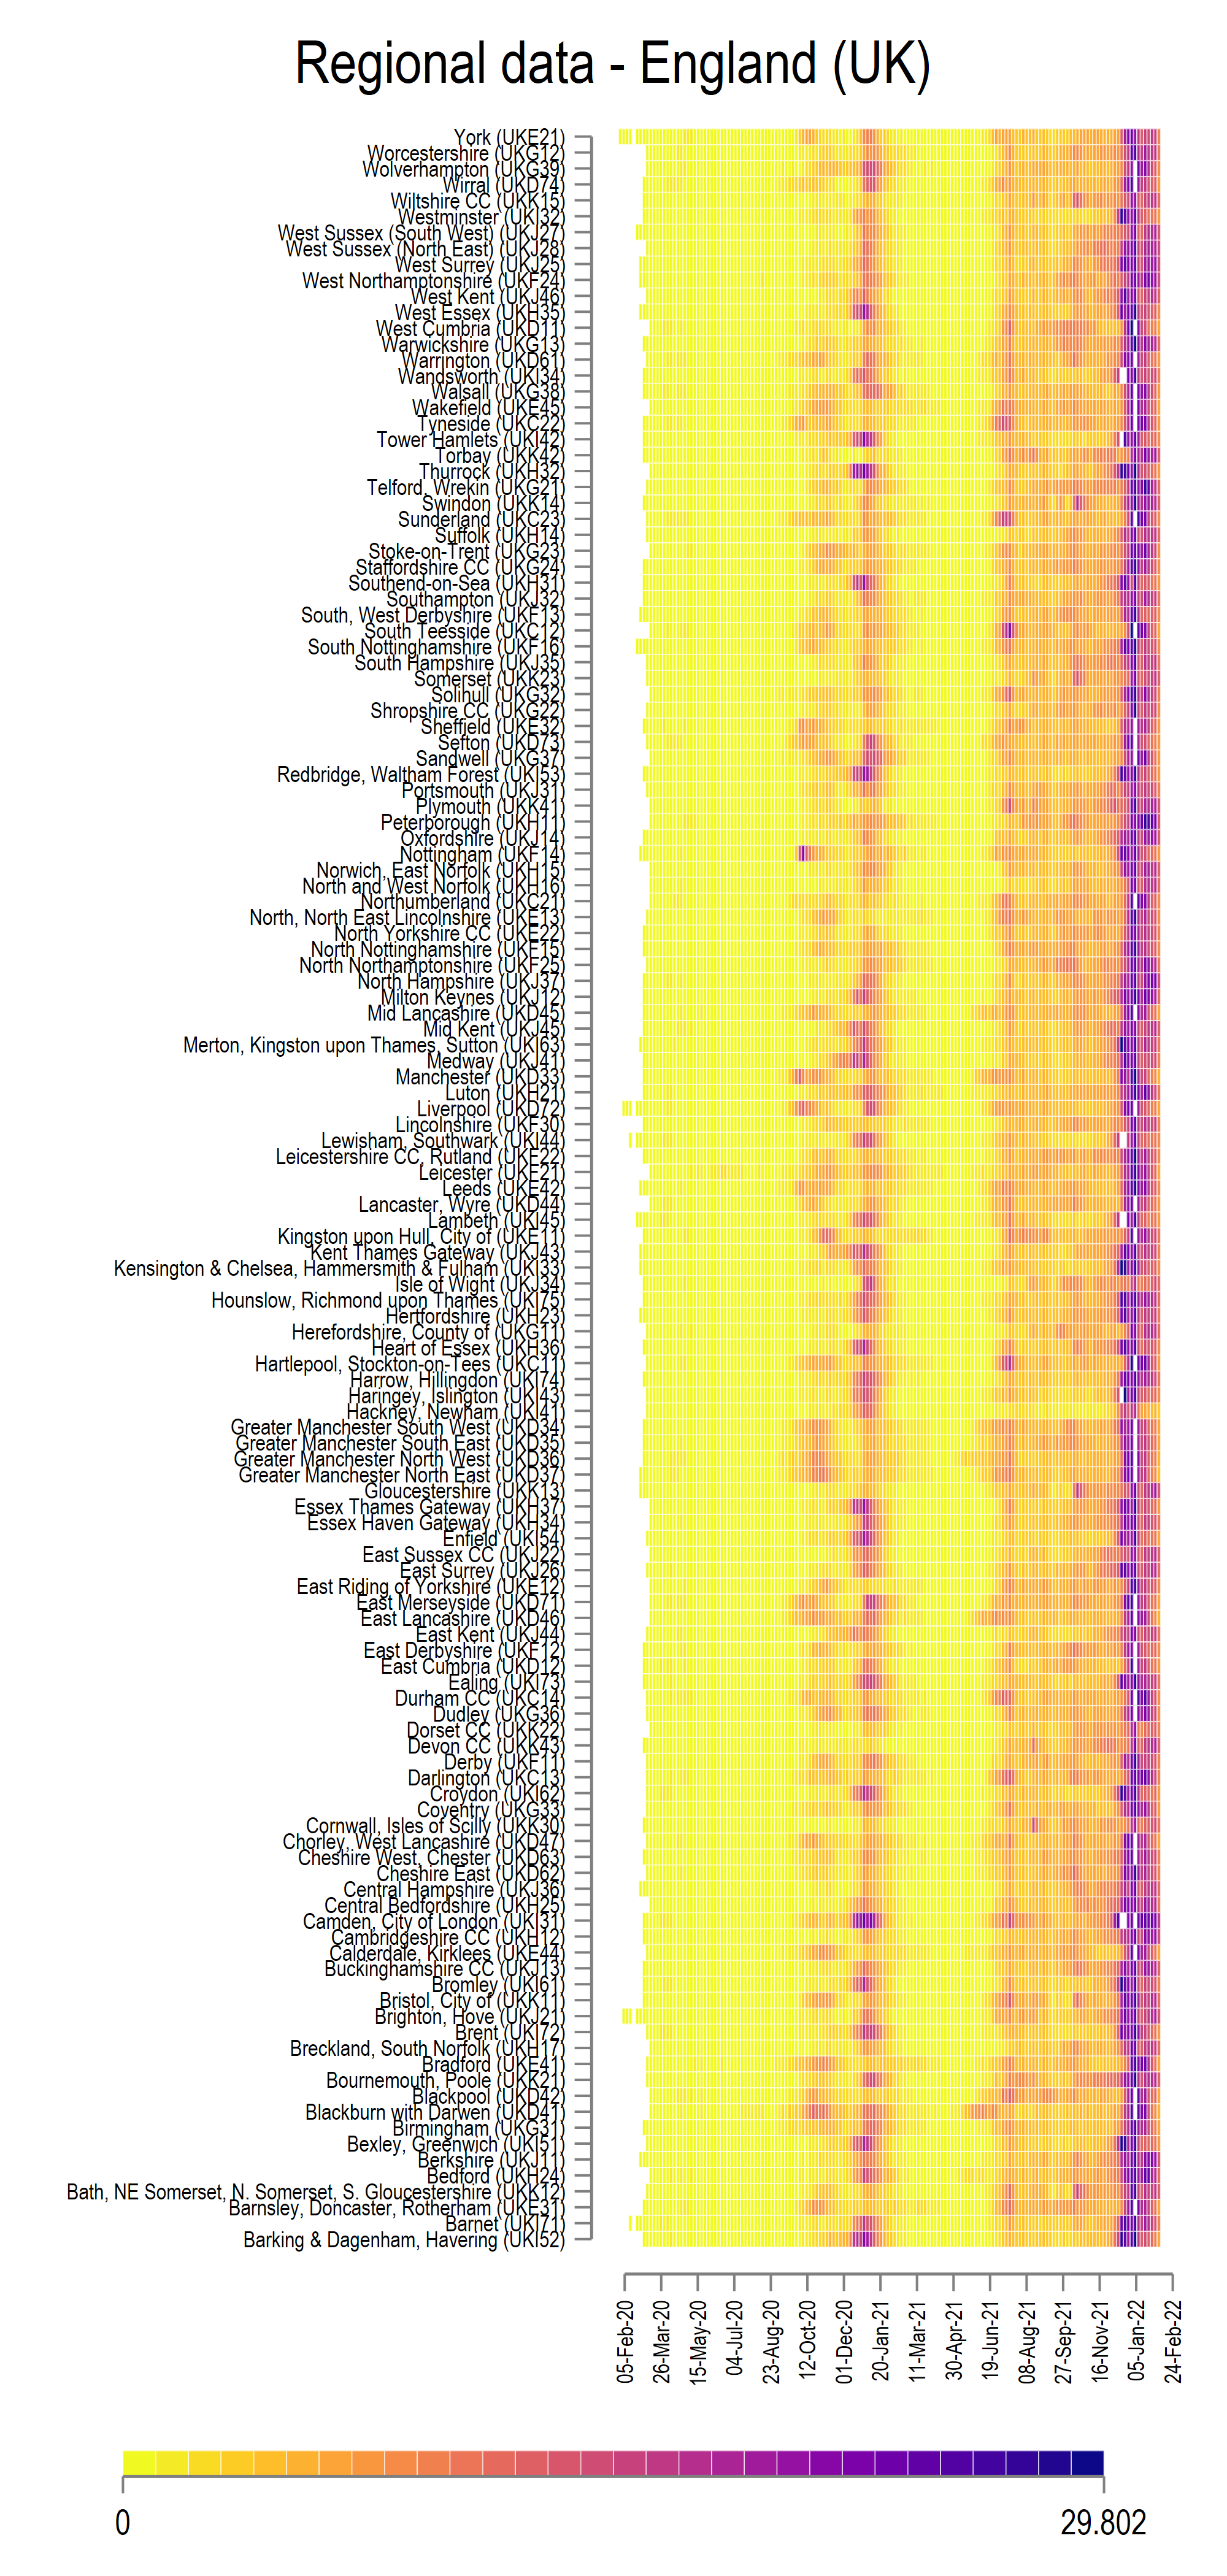 Regional data - England (UK)
York (UKE21)
Worcestershire (UKG12)
Wolverhampton (UKG39)
Wirral (UKD74)
Wiltshire CC (UKK15)
Westminster (UKI32)
West Sussex (South West) (UKJ27)
West Sussex (North East) (UKJ28)
West Surrey (UKJ25)
West Northamptonshire (UKF24)
West Kent (UKJ46)
West Essex (UKH35)
West Cumbria (UKD11)
Warwickshire (UKG13)
Warrington (UKD61)
Wandsworth (UKI34)
Walsall (UKG38)
Wakefield (UKE45)
Tyneside (UKC22)
Tower Hamlets (UKI42)
Torbay (UKK42)
Thurrock (UKH32)
Telford, Wrekin (UKG21)
Swindon (UKK14)
Sunderland (UKC23)
Suffolk (UKH14)
Stoke-on-Trent (UKG23)
Staffordshire CC (UKG24)
Southend-on-Sea (UKH31)
Southampton (UKJ32)
South, West Derbyshire (UKF13)
South Teesside (UKC12)
South Nottinghamshire (UKF16)
South Hampshire (UKJ35)
Somerset (UKK23)
Solihull (UKG32)
Shropshire CC (UKG22)
Sheffield (UKE32)
Sefton (UKD73)
Sandwell (UKG37)
Redbridge, Waltham Forest (UKI53)
Portsmouth (UKJ31)
Plymouth (UKK41)
Peterborough (UKH11)
Oxfordshire (UKJ14)
Nottingham (UKF14)
Norwich, East Norfolk (UKH15)
North and West Norfolk (UKH16)
Northumberland (UKC21)
North, North East Lincolnshire (UKE13)
North Yorkshire CC (UKE22)
North Nottinghamshire (UKF15)
North Northamptonshire (UKF25)
North Hampshire (UKJ37)
Milton Keynes (UKJ12)
Mid Lancashire (UKD45)
Mid Kent (UKJ45)
Merton, Kingston upon Thames, Sutton (UKI63)
Medway (UKJ41)
Manchester (UKD33)
Luton (UKH21)
Liverpool (UKD72)
Lincolnshire (UKF30)
Lewisham, Southwark (UKI44)
Leicestershire CC, Rutland (UKF22)
Leicester (UKF21)
Leeds (UKE42)
Lancaster, Wyre (UKD44)
Lambeth (UKI45)
Kingston upon Hull, City of (UKE11)
Kent Thames Gateway (UKJ43)
Kensington & Chelsea, Hammersmith & Fulham (UKI33)
Isle of Wight (UKJ34)
Hounslow, Richmond upon Thames (UKI75)
Hertfordshire (UKH23)
Herefordshire, County of (UKG11)
Heart of Essex (UKH36)
Hartlepool, Stockton-on-Tees (UKC11)
Harrow, Hillingdon (UKI74)
Haringey, Islington (UKI43)
Hackney, Newham (UKI41)
Greater Manchester South West (UKD34)
Greater Manchester South East (UKD35)
Greater Manchester North West (UKD36)
Greater Manchester North East (UKD37)
Gloucestershire (UKK13)
Essex Thames Gateway (UKH37)
Essex Haven Gateway (UKH34)
Enfield (UKI54)
East Sussex CC (UKJ22)
East Surrey (UKJ26)
East Riding of Yorkshire (UKE12)
East Merseyside (UKD71)
East Lancashire (UKD46)
East Kent (UKJ44)
East Derbyshire (UKF12)
East Cumbria (UKD12)
Ealing (UKI73)
Durham CC (UKC14)
Dudley (UKG36)
Dorset CC (UKK22)
Devon CC (UKK43)
Derby (UKF11)
Darlington (UKC13)
Croydon (UKI62)
Coventry (UKG33)
Cornwall, Isles of Scilly (UKK30)
Chorley, West Lancashire (UKD47)
Cheshire West, Chester (UKD63)
Cheshire East (UKD62)
Central Hampshire (UKJ36)
Central Bedfordshire (UKH25)
Camden, City of London (UKI31)
Cambridgeshire CC (UKH12)
Calderdale, Kirklees (UKE44)
Buckinghamshire CC (UKJ13)
Bromley (UKI61)
Bristol, City of (UKK11)
Brighton, Hove (UKJ21)
Brent (UKI72)
Breckland, South Norfolk (UKH17)
Bradford (UKE41)
Bournemouth, Poole (UKK21)
Blackpool (UKD42)
Blackburn with Darwen (UKD41)
Birmingham (UKG31)
Bexley, Greenwich (UKI51)
Berkshire (UKJ11)
Bedford (UKH24)
Bath, NE Somerset, N. Somerset, S. Gloucestershire (UKK12)
Barnsley, Doncaster, Rotherham (UKE31)
Barnet (UKI71)
Barking & Dagenham, Havering (UKI52)
05-Feb-20
26-Mar-20
15-May-20
04-Jul-20
23-Aug-20
12-Oct-20
01-Dec-20
20-Jan-21
11-Mar-21
30-Apr-21
19-Jun-21
08-Aug-21
27-Sep-21
16-Nov-21
05-Jan-22
24-Feb-22
0
29.802